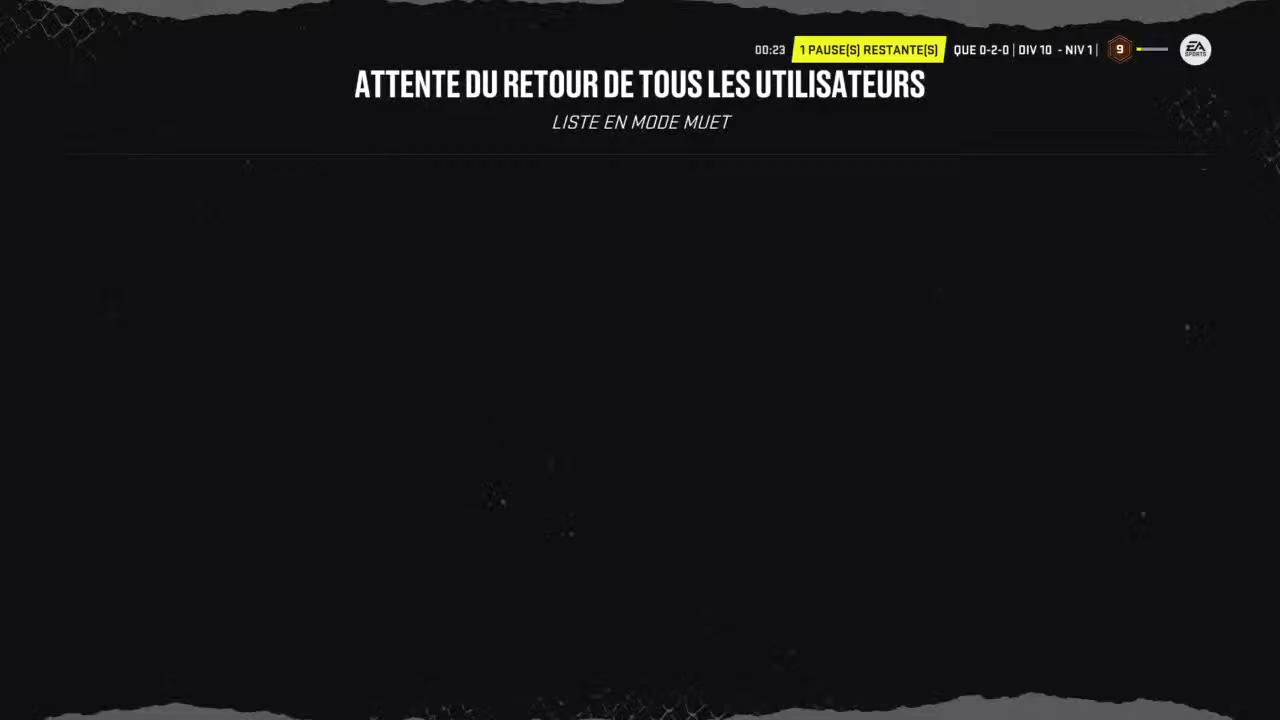 00:23 1 PAUSE(S) RESTANTE(S) QUE 0-2-0 | DIV 10 - NIV 1 | 9 EA SPORTS
ATTENTE DU RETOUR DE TOUS LES UTILISATEURS
LISTE EN MODE MUET